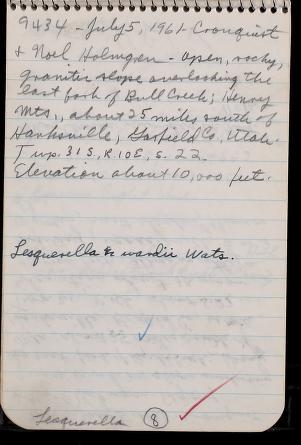 9434 - July 5, 1961 - Cronquist
& Noel Holmgren - Open, rocky,
granite slope overlooking the
east fork of Bull Creek; Henry
Mts., about 25 miles south of
Hanksville, Garfield Co., Utah.
Twp. 31 S, R. 10 E, S. 22.
Elevation about 10,000 feet.
Lesquerella wardii Wats.
Lesquerella
8